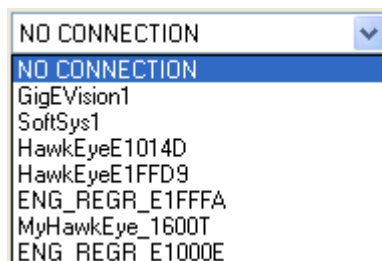 NO CONNECTION
NO CONNECTION
GigEVision1
SoftSys1
HawkEyeE1014D
HawkEyeE1FFD9
ENG_REGR_E1FFFA
MyHawkEye_1600T
ENG_REGR_E1000E